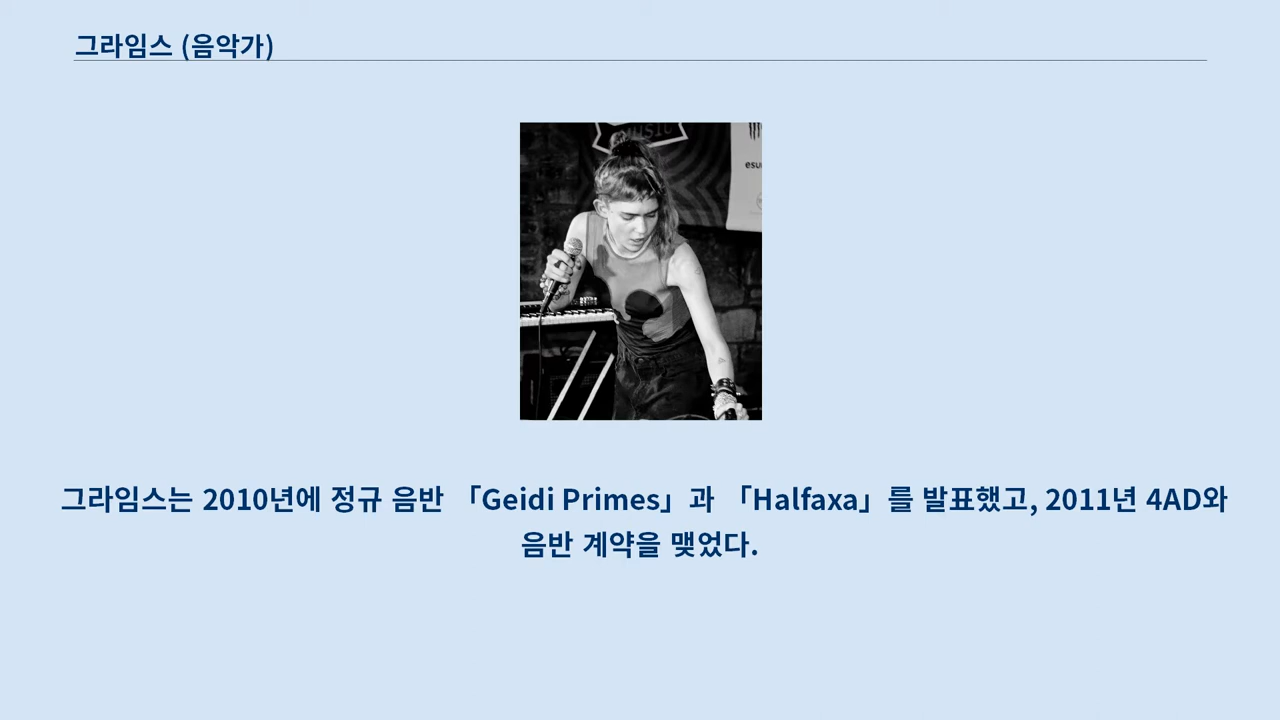 그라임스 (음악가)
music
esu
그라임스는 2010년에 정규 음반 「Geidi Primes」과 「Halfaxa」를 발표했고, 2011년 4AD와
음반 계약을 맺었다.